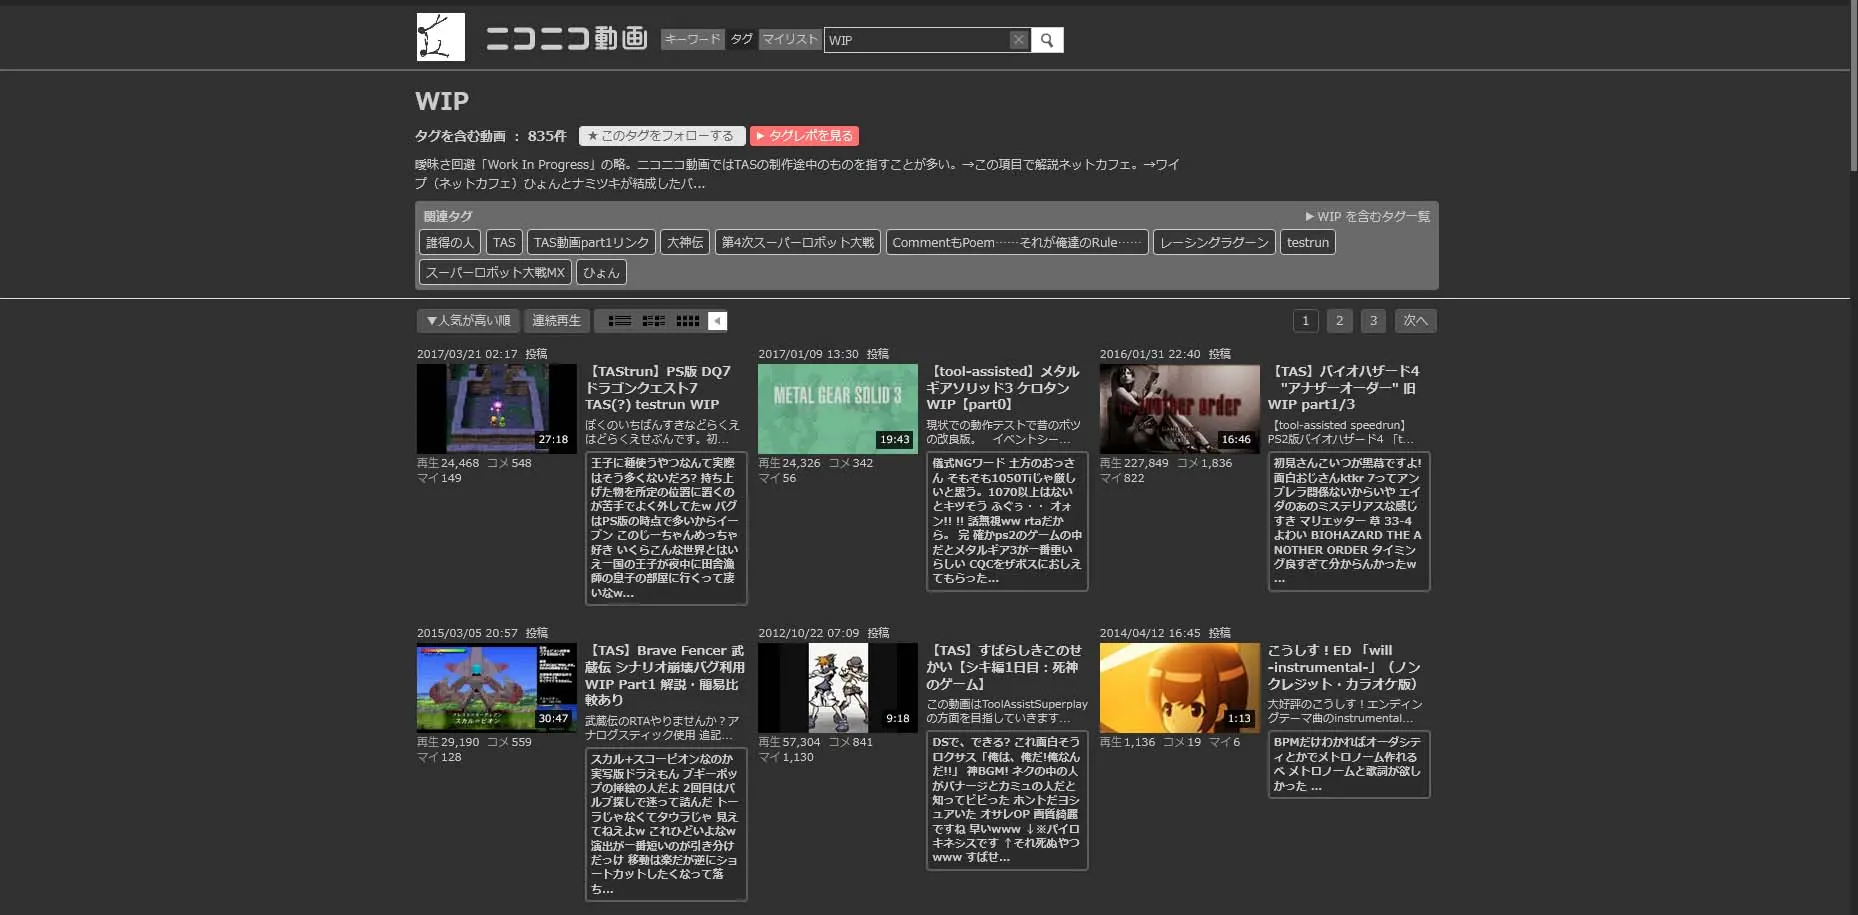 ニコニコ動画 キーワード タグ マイリスト WIP
WIP
タグを含む動画 ： 835件 ★このタグをフォローする ▶ タグレポを見る
曖昧さ回避「Work In Progress」の略。ニコニコ動画ではTASの制作途中のものを指すことが多い。→この項目で解説ネットカフェ。→ワイ
プ（ネットカフェ）ひょんとナミツキが結成したバ...
関連タグ ▶WIP を含むタグ一覧
誰得の人 TAS TAS動画part1リンク 大神伝 第4次スーパーロボット大戦 CommentもPoem……それが俺達のRule…… レーシングラグーン testrun
スーパーロボット大戦MX ひょん
▼人気が高い順 連続再生 1 2 3 次へ
2017/03/21 02:17 投稿
【TAStrun】PS版 DQ7
ドラゴンクエスト7
TAS(?) testrun WIP
ぼくのいちばんすきなどらくえ
はどらくえせぶんです。初...
27:18
再生24,468 コメ548
マイ149
王子に種使うやつなんて実際
はそう多くないだろ? 持ち上
げた物を所定の位置に置くの
が苦手でよく外してたw バグ
はPS版の時点で多いからイー
ブン このじーちゃんめっちゃ
好き いくらこんな世界とはい
え一国の王子が夜中に田舎漁
師の息子の部屋に行くって凄
いなw...
2017/01/09 13:30 投稿
METAL GEAR SOLID 3
19:43
【tool-assisted】メタル
ギアソリッド3 ケロタン
WIP【part0】
現状での動作テストで昔のボツ
の改良版。 イベントシー...
再生24,326 コメ342
マイ56
儀式NGワード 土方のおっさ
ん そもそも1050Tiじゃ厳し
いと思う。1070以上はない
とキツそう ふぐぅ・・ オォ
ン!! !! 話無視ww rtaだか
ら。 完 確かps2のゲームの中
だとメタルギア3が一番重い
らしい CQCをザボスにおしえ
てもらった...
2016/01/31 22:40 投稿
another order
16:46
【TAS】バイオハザード4
"アナザーオーダー" 旧
WIP part1/3
【tool-assisted speedrun】
PS2版バイオハザード4 「t...
再生227,849 コメ1,836
マイ822
初見さんこいつが黒幕ですよ!
面白おじさんktkr 7ってアン
ブレラ関係ないからいや エイ
ダのあのミステリアスな感じ
すき マリエッター 草 33-4
よわい BIOHAZARD THE A
NOTHER ORDER タイミン
グ良すぎて分からんかったw
...
2015/03/05 20:57 投稿
スカル＝ピオン
30:47
【TAS】Brave Fencer 武
蔵伝 シナリオ崩壊バグ利用
WIP Part1 解説・簡易比
較あり
武蔵伝のRTAやりませんか？ア
ナログスティック使用 追記...
再生29,190 コメ559
マイ128
スカル+スコーピオンなのか
実写版ドラえもん ブギーポッ
プの挿絵の人だよ 2回目はバ
ルブ探しで迷って詰んだ トー
ラじゃなくてタウラじゃ 見え
てねえよw これひどいよなw
演出が一番短いのが引き分け
だっけ 移動は楽だが逆にショ
ートカットしたくなって落
ち...
2012/10/22 07:09 投稿
9:18
【TAS】すばらしきこのせ
かい【シキ編1日目：死神
のゲーム】
この動画はToolAssistSuperplay
の方面を目指していきます...
再生57,304 コメ841
マイ1,130
DSで、できる? これ面白そう
ロクサス「俺は、俺だ!俺なん
だ!!」 神BGM! ネクの中の人
がバナージとカミュの人だと
知ってビビった ホントだヨシ
ュアいた オサレOP 画質綺麗
ですね 早いwww ↓※パイロ
キネシスです ↑それ死ぬやつ
www すばせ...
2014/04/12 16:45 投稿
1:13
こうしす！ED 「will
-instrumental-」（ノン
クレジット・カラオケ版）
大好評のこうしす！エンディン
グテーマ曲のinstrumental...
再生1,136 コメ19 マイ6
BPMだけわかればオーダシテ
ィとかでメトロノーム作れる
べ メトロノームと歌詞が欲し
かった ...